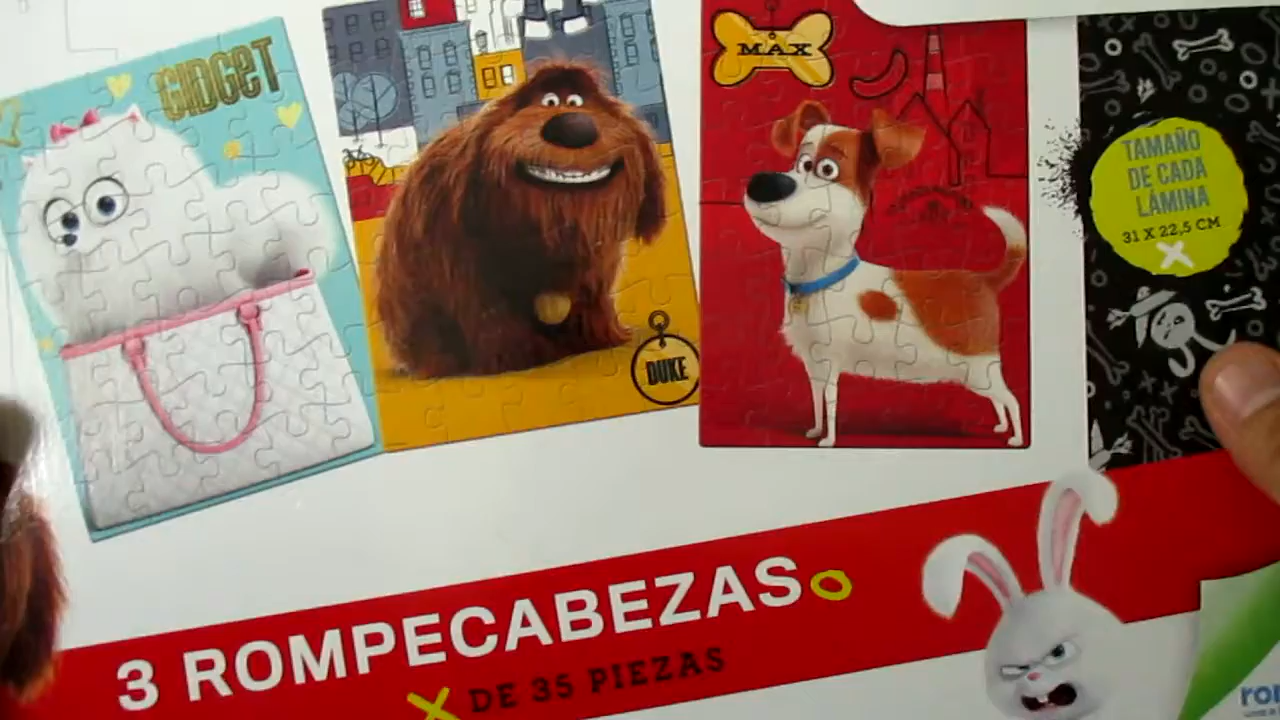 GIDGET
DUKE
MAX
TAMAÑO
DE CADA
LÁMINA
31 X 22,5 CM
3 ROMPECABEZAS
DE 35 PIEZAS